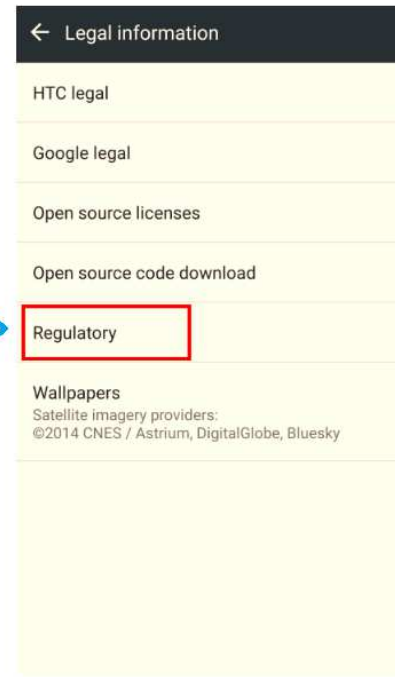 Legal information
HTC legal
Google legal
Open source licenses
Open source code download
Regulatory
Wallpapers
Satellite imagery providers:
©2014 CNES / Astrium, DigitalGlobe, Bluesky